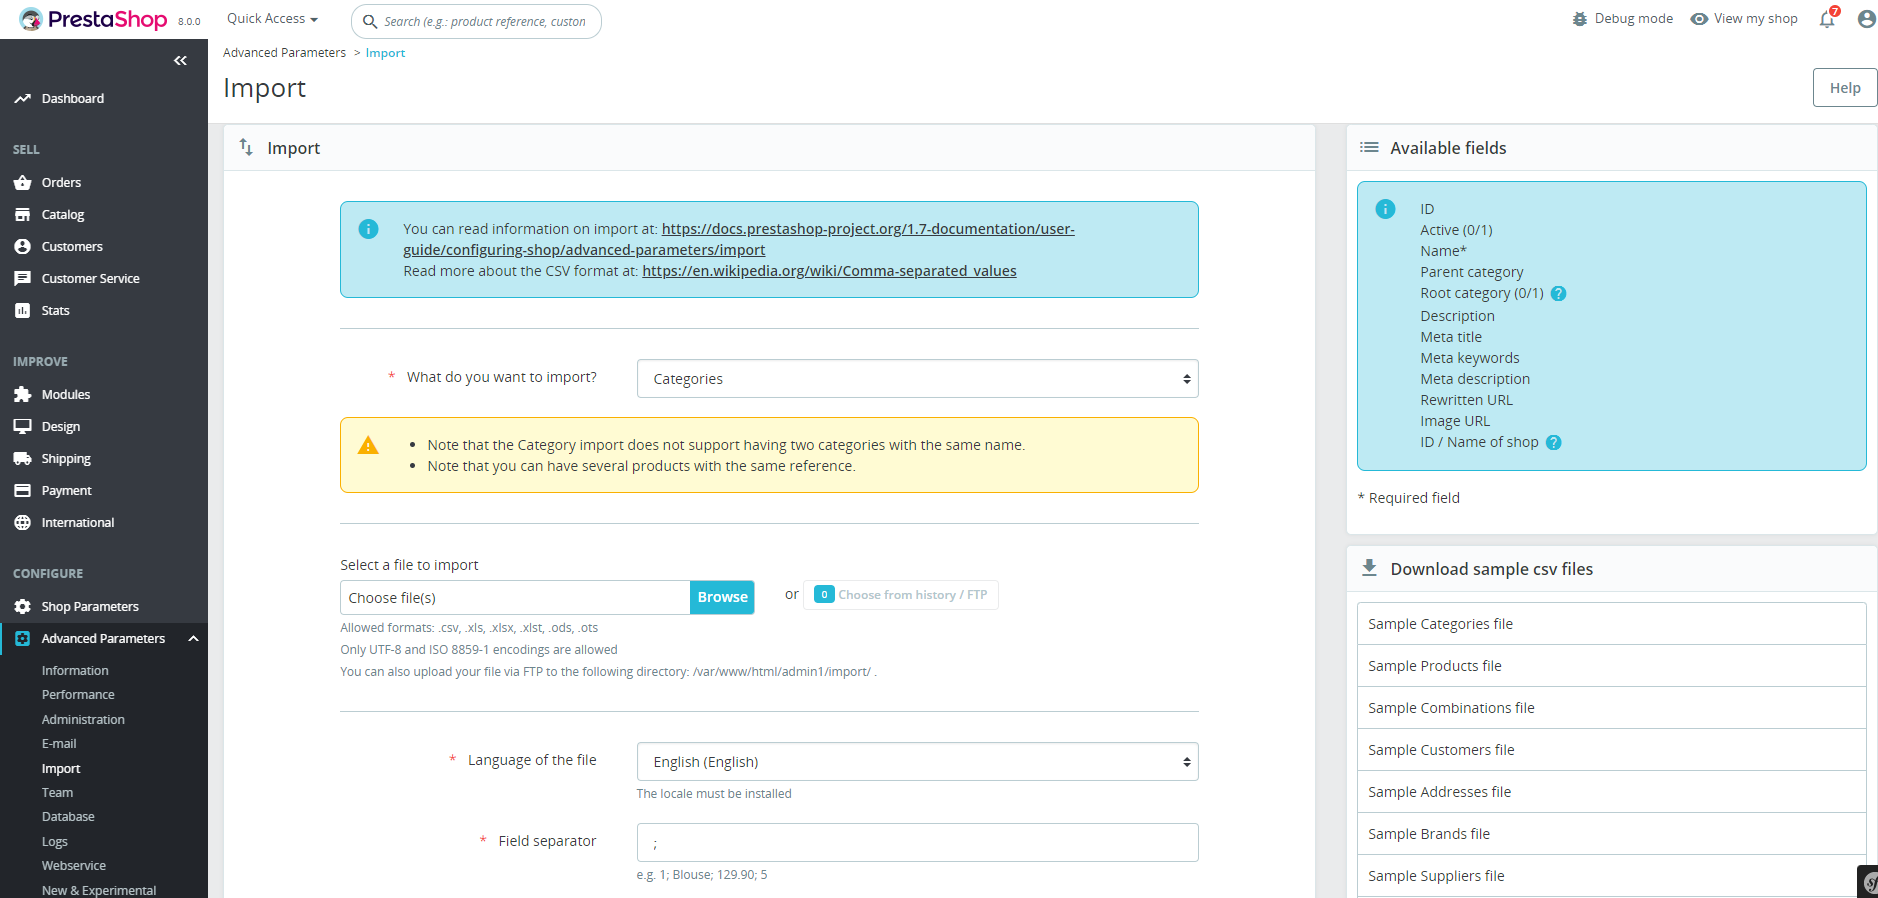 PrestaShop 8.0.0
Quick Access
Search (e.g.: product reference, custon
Debug mode
View my shop
7
Advanced Parameters > Import
Import
Help
Dashboard
SELL
Orders
Catalog
Customers
Customer Service
Stats
IMPROVE
Modules
Design
Shipping
Payment
International
CONFIGURE
Shop Parameters
Advanced Parameters
Information
Performance
Administration
E-mail
Import
Team
Database
Logs
Webservice
New & Experimental
Import
You can read information on import at: https://docs.prestashop-project.org/1.7-documentation/user-
guide/configuring-shop/advanced-parameters/import
Read more about the CSV format at: https://en.wikipedia.org/wiki/Comma-separated_values
* What do you want to import?
Categories
Note that the Category import does not support having two categories with the same name.
Note that you can have several products with the same reference.
Select a file to import
Choose file(s)
Browse
or
0 Choose from history / FTP
Allowed formats: .csv, .xls, .xlsx, .xlst, .ods, .ots
Only UTF-8 and ISO 8859-1 encodings are allowed
You can also upload your file via FTP to the following directory: /var/www/html/admin1/import/ .
* Language of the file
English (English)
The locale must be installed
* Field separator
;
e.g. 1; Blouse; 129.90; 5
Available fields
ID
Active (0/1)
Name*
Parent category
Root category (0/1) ?
Description
Meta title
Meta keywords
Meta description
Rewritten URL
Image URL
ID / Name of shop ?
* Required field
Download sample csv files
Sample Categories file
Sample Products file
Sample Combinations file
Sample Customers file
Sample Addresses file
Sample Brands file
Sample Suppliers file